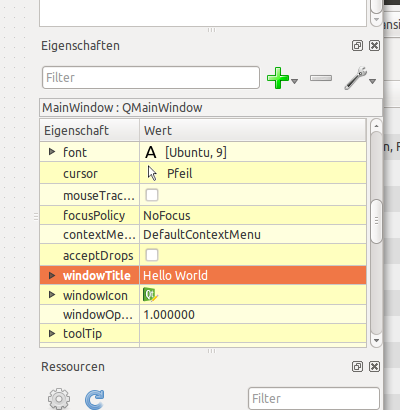 Eigenschaften
Filter
MainWindow : QMainWindow
Eigenschaft Wert
font A [Ubuntu, 9]
cursor Pfeil
mouseTrac...
focusPolicy NoFocus
contextMe... DefaultContextMenu
acceptDrops
windowTitle Hello World
windowIcon
windowOp... 1.000000
toolTip
Ressourcen
Filter